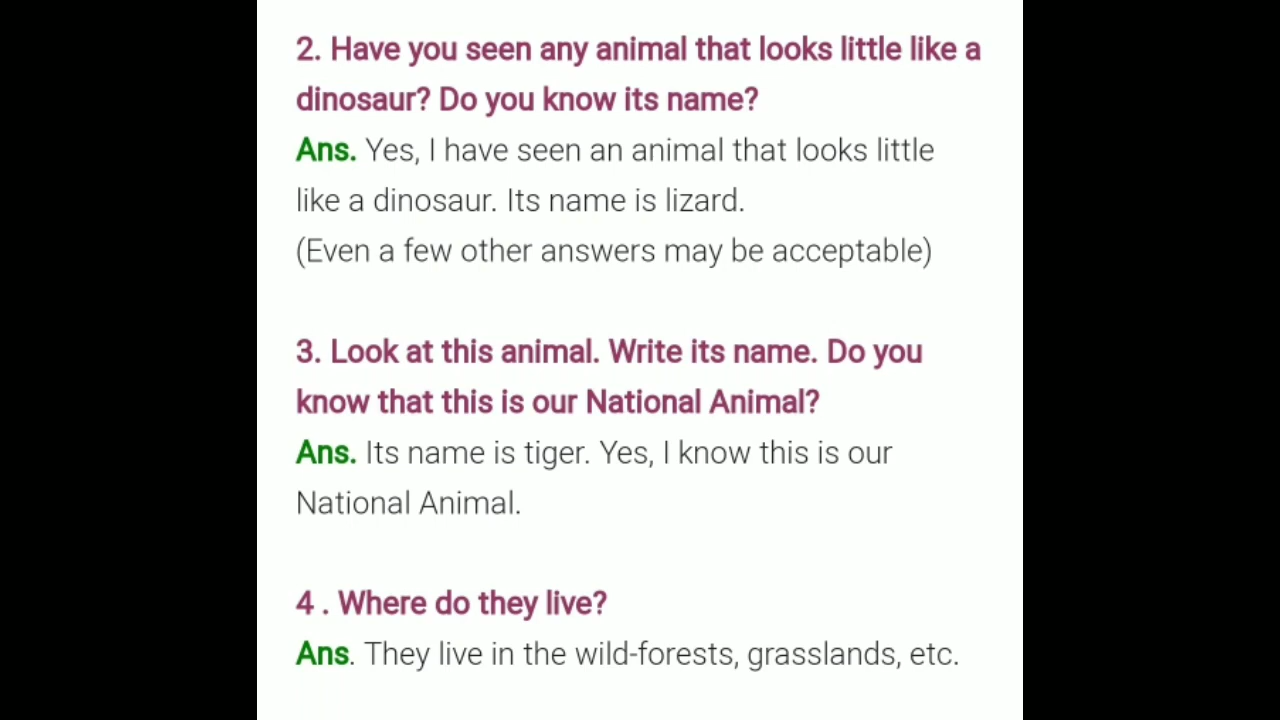 2. Have you seen any animal that looks little like a
dinosaur? Do you know its name?
Ans. Yes, I have seen an animal that looks little
like a dinosaur. Its name is lizard.
(Even a few other answers may be acceptable)
3. Look at this animal. Write its name. Do you
know that this is our National Animal?
Ans. Its name is tiger. Yes, I know this is our
National Animal.
4 . Where do they live?
Ans. They live in the wild-forests, grasslands, etc.